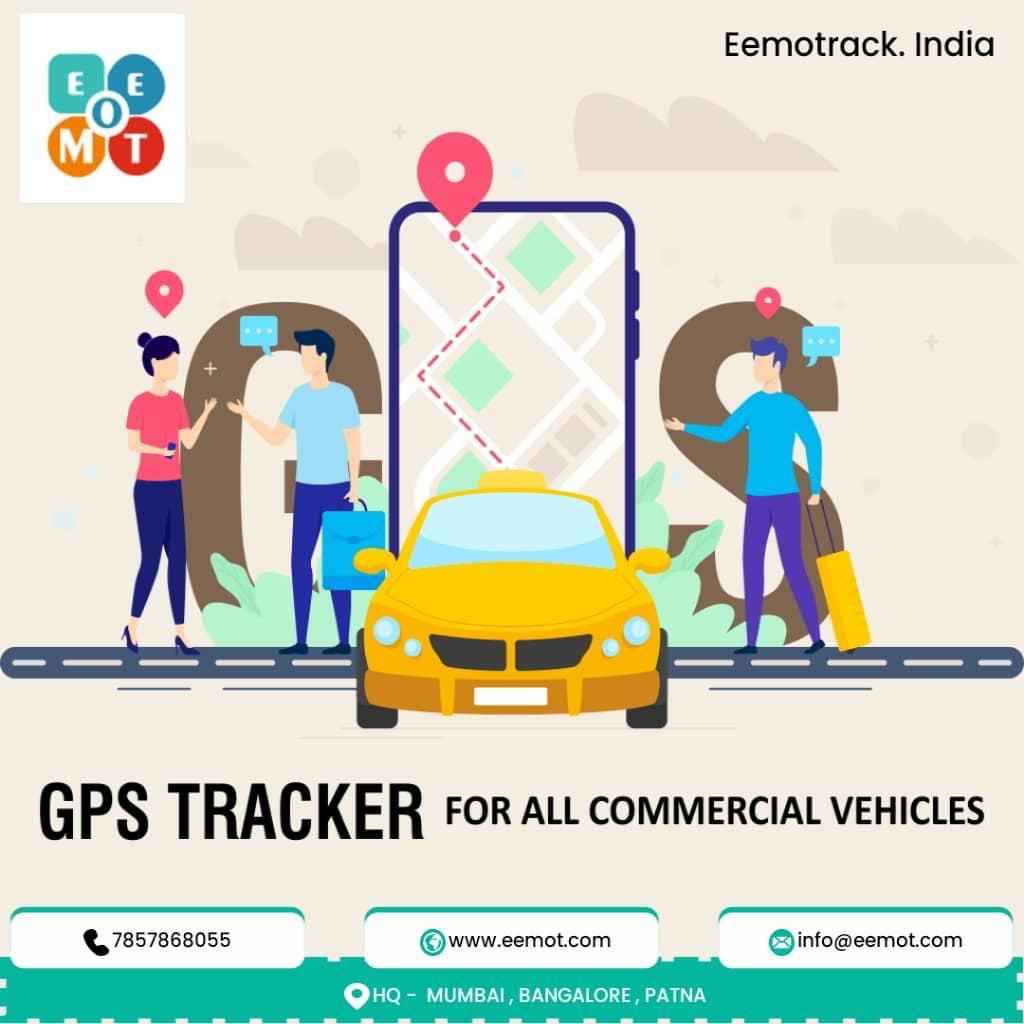 E E
O
M T
Eemotrack. India
G S
GPS TRACKER FOR ALL COMMERCIAL VEHICLES
7857868055
www.eemot.com
info@eemot.com
HQ - MUMBAI , BANGALORE , PATNA